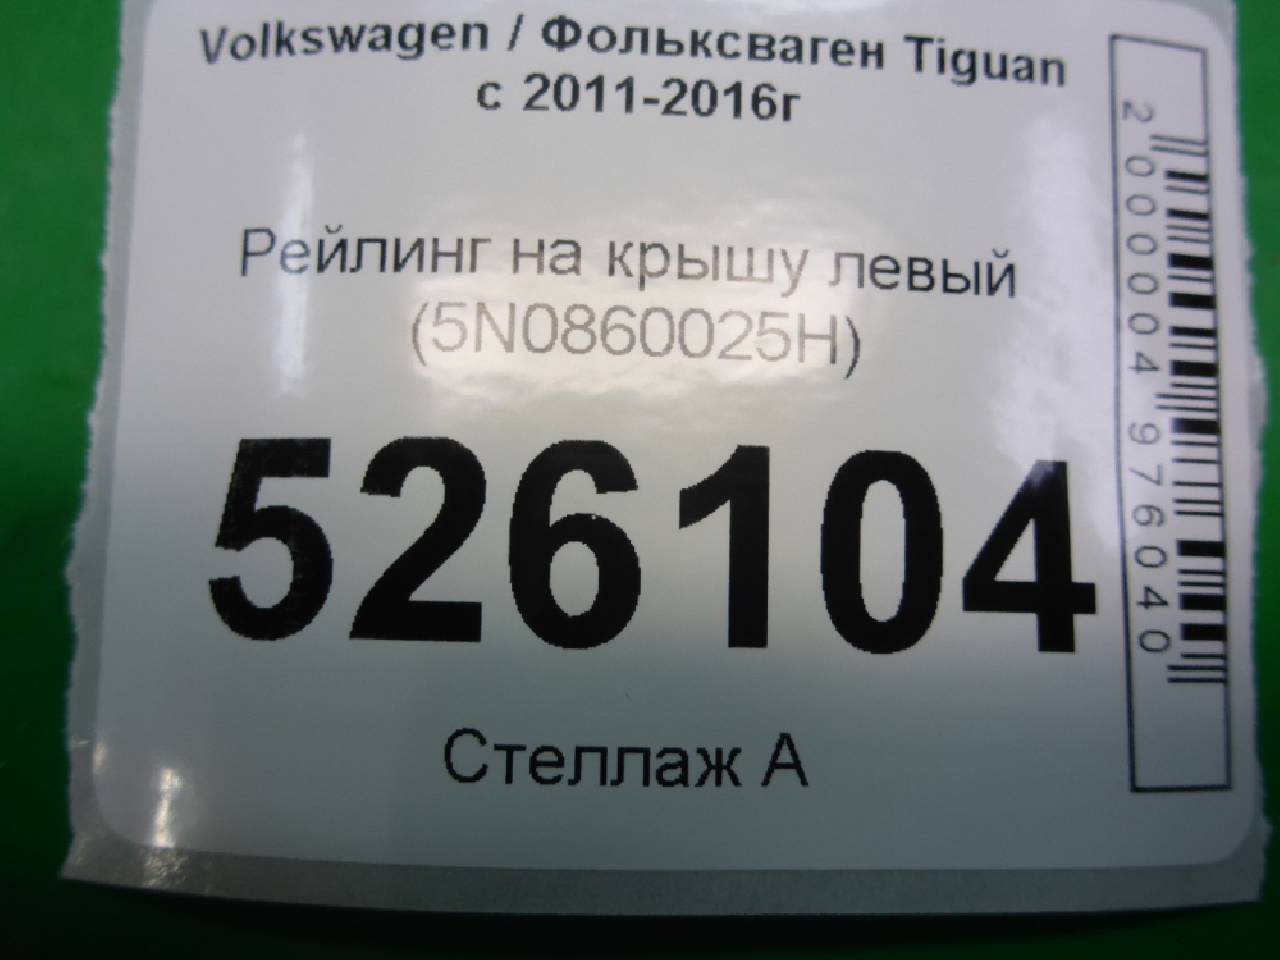 Volkswagen / Фольксваген Tiguan
с 2011-2016г
Рейлинг на крышу левый
(5N0860025H)
526104
Стеллаж А
2000004976040